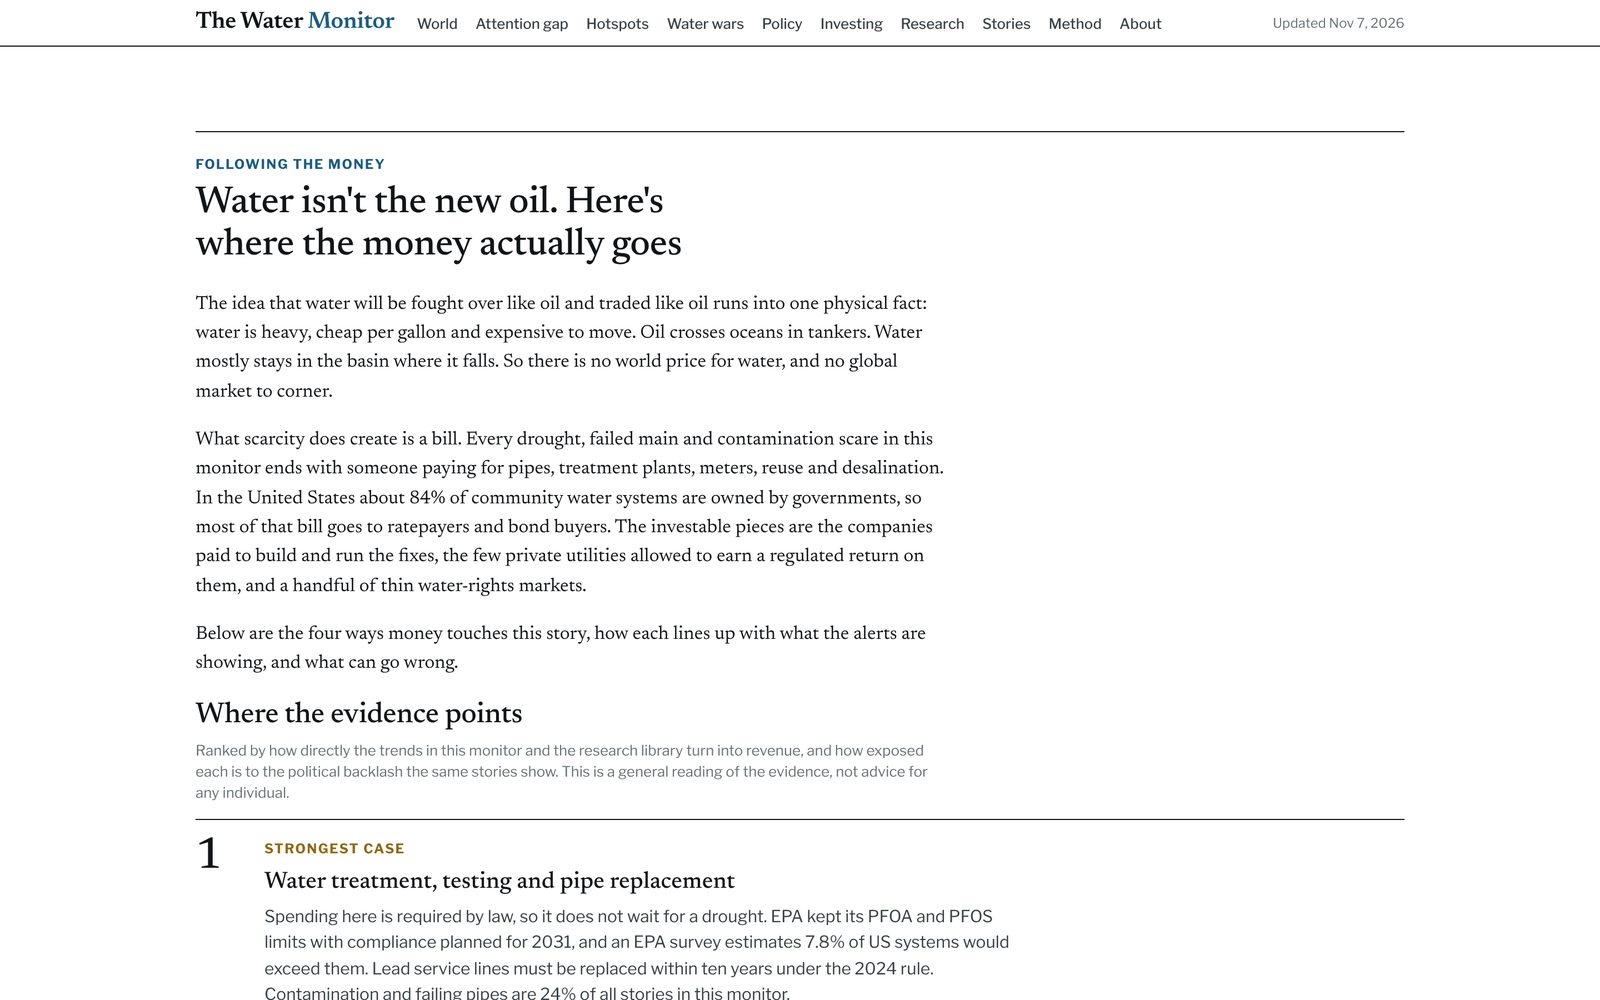 The Water Monitor World Attention gap Hotspots Water wars Policy Investing Research Stories Method About Updated Nov 7, 2026
FOLLOWING THE MONEY
Water isn't the new oil. Here's
where the money actually goes
The idea that water will be fought over like oil and traded like oil runs into one physical fact:
water is heavy, cheap per gallon and expensive to move. Oil crosses oceans in tankers. Water
mostly stays in the basin where it falls. So there is no world price for water, and no global
market to corner.
What scarcity does create is a bill. Every drought, failed main and contamination scare in this
monitor ends with someone paying for pipes, treatment plants, meters, reuse and desalination.
In the United States about 84% of community water systems are owned by governments, so
most of that bill goes to ratepayers and bond buyers. The investable pieces are the companies
paid to build and run the fixes, the few private utilities allowed to earn a regulated return on
them, and a handful of thin water-rights markets.
Below are the four ways money touches this story, how each lines up with what the alerts are
showing, and what can go wrong.
Where the evidence points
Ranked by how directly the trends in this monitor and the research library turn into revenue, and how exposed
each is to the political backlash the same stories show. This is a general reading of the evidence, not advice for
any individual.
1
STRONGEST CASE
Water treatment, testing and pipe replacement
Spending here is required by law, so it does not wait for a drought. EPA kept its PFOA and PFOS
limits with compliance planned for 2031, and an EPA survey estimates 7.8% of US systems would
exceed them. Lead service lines must be replaced within ten years under the 2024 rule.
Contamination and failing pipes are 24% of all stories in this monitor.